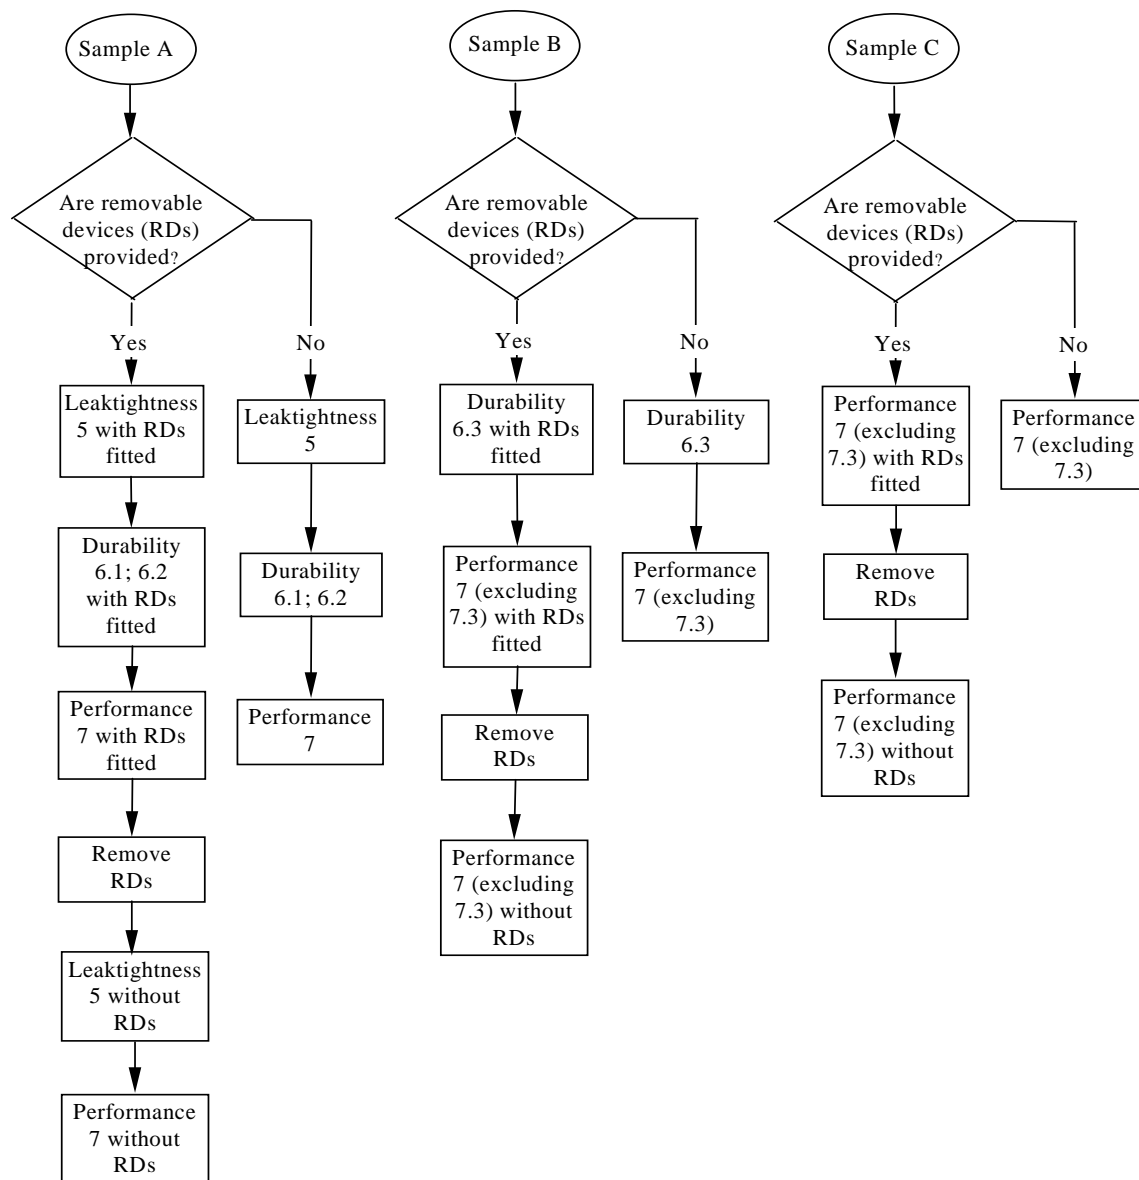 Sample A
Are removable
devices (RDs)
provided?
Yes
No
Leaktightness
5 with RDs
fitted
Leaktightness
5
Durability
6.1; 6.2
with RDs
fitted
Durability
6.1; 6.2
Performance
7 with RDs
fitted
Performance
7
Remove
RDs
Leaktightness
5 without
RDs
Performance
7 without
RDs
Sample B
Are removable
devices (RDs)
provided?
Yes
No
Durability
6.3 with RDs
fitted
Durability
6.3
Performance
7 (excluding
7.3) with RDs
fitted
Performance
7 (excluding
7.3)
Remove
RDs
Performance
7 (excluding
7.3) without
RDs
Sample C
Are removable
devices (RDs)
provided?
Yes
No
Performance
7 (excluding
7.3) with RDs
fitted
Performance
7 (excluding
7.3)
Remove
RDs
Performance
7 (excluding
7.3) without
RDs